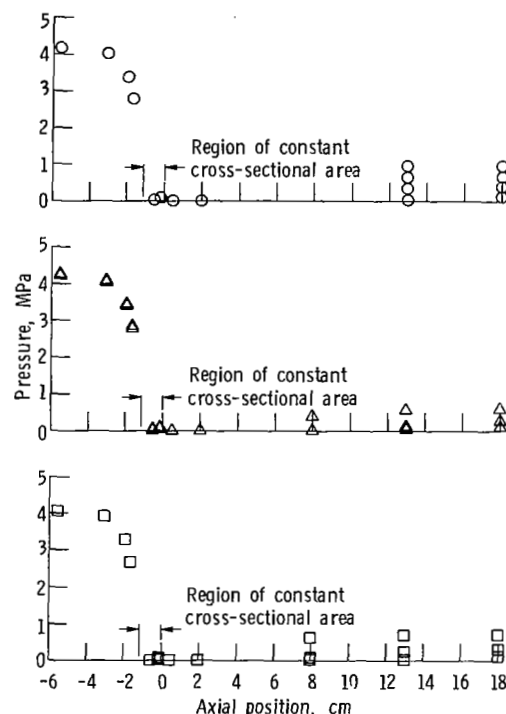 5
4
3
2
1
0
Region of constant
cross-sectional area
Pressure, MPa
5
4
3
2
1
0
Region of constant
cross-sectional area
5
4
3
2
1
0
Region of constant
cross-sectional area
-6 -4 -2 0 2 4 6 8 10 12 14 16 18
Axial position, cm